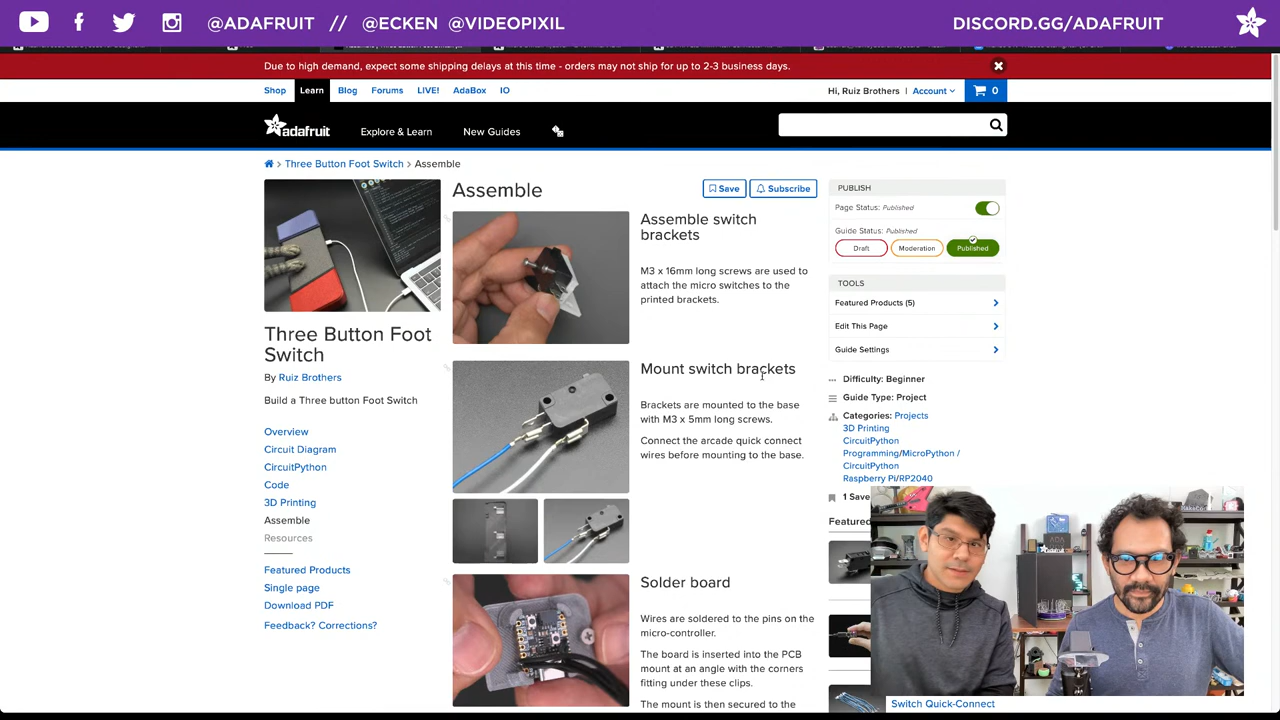 @ADAFRUIT // @ECKEN @VIDEOPIXIL
DISCORD.GG/ADAFRUIT
Due to high demand, expect some shipping delays at this time - orders may not ship for up to 2-3 business days.
Shop Learn Blog Forums LIVE! AdaBox IO
Hi, Ruiz Brothers | Account 0
adafruit Explore & Learn New Guides
Three Button Foot Switch > Assemble
Three Button Foot Switch
By Ruiz Brothers
Build a Three button Foot Switch
Overview
Circuit Diagram
CircuitPython
Code
3D Printing
Assemble
Resources
Featured Products
Single page
Download PDF
Feedback? Corrections?
Assemble
Save Subscribe
Assemble switch
brackets
M3 x 16mm long screws are used to
attach the micro switches to the
printed brackets.
Mount switch brackets
Brackets are mounted to the base
with M3 x 5mm long screws.
Connect the arcade quick connect
wires before mounting to the base.
Solder board
Wires are soldered to the pins on the
micro-controller.
The board is inserted into the PCB
mount at an angle with the corners
fitting under these clips.
The mount is then secured to the
PUBLISH
Page Status: Published
Guide Status: Published
Draft Moderation Published
TOOLS
Featured Products (5)
Edit This Page
Guide Settings
Difficulty: Beginner
Guide Type: Project
Categories: Projects
3D Printing
CircuitPython
Programming/MicroPython /
CircuitPython
Raspberry Pi/RP2040
1 Save
Featured
Switch Quick-Connect